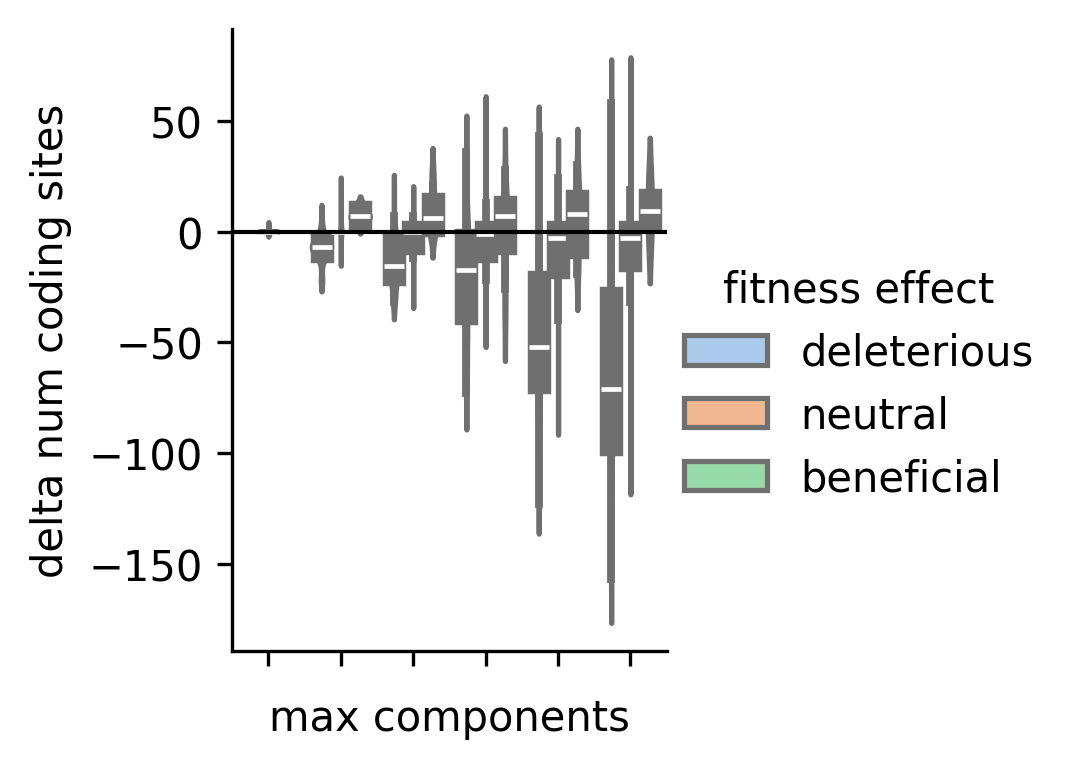 50
0
−50
−100
−150
delta num coding sites
max components
fitness effect
deleterious
neutral
beneficial